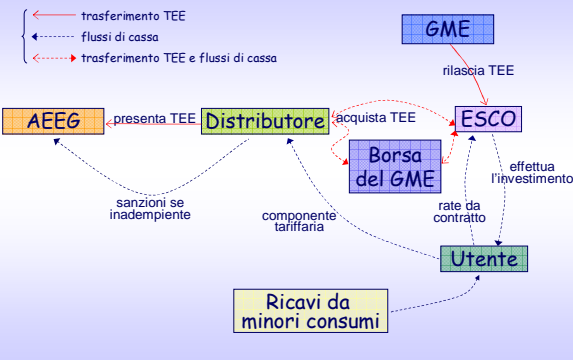 trasferimento TEE
flussi di cassa
trasferimento TEE e flussi di cassa
GME
rilascia TEE
AEEG
presenta TEE
Distributore
acquista TEE
ESCO
Borsa
del GME
effettua
l'investimento
sanzioni se
inadempiente
componente
tariffaria
rate da
contratto
Utente
Ricavi da
minori consumi